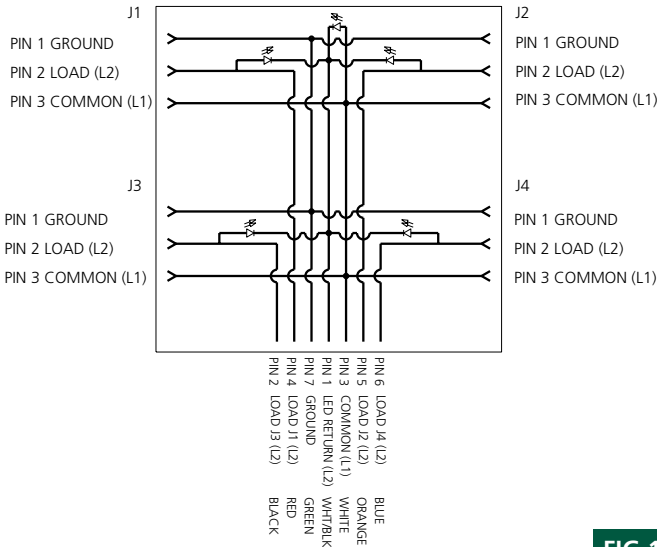 J1
J2
PIN 1 GROUND
PIN 1 GROUND
PIN 2 LOAD (L2)
PIN 2 LOAD (L2)
PIN 3 COMMON (L1)
PIN 3 COMMON (L1)
J3
J4
PIN 1 GROUND
PIN 1 GROUND
PIN 2 LOAD (L2)
PIN 2 LOAD (L2)
PIN 3 COMMON (L1)
PIN 3 COMMON (L1)
PIN 2 LOAD J3 (L2) BLACK
PIN 4 LOAD J1 (L2) RED
PIN 7 GROUND GREEN
PIN 1 LED RETURN (L2) WHT/BLK
PIN 3 COMMON (L1) WHITE
PIN 5 LOAD J2 (L2) ORANGE
PIN 6 LOAD J4 (L2) BLUE